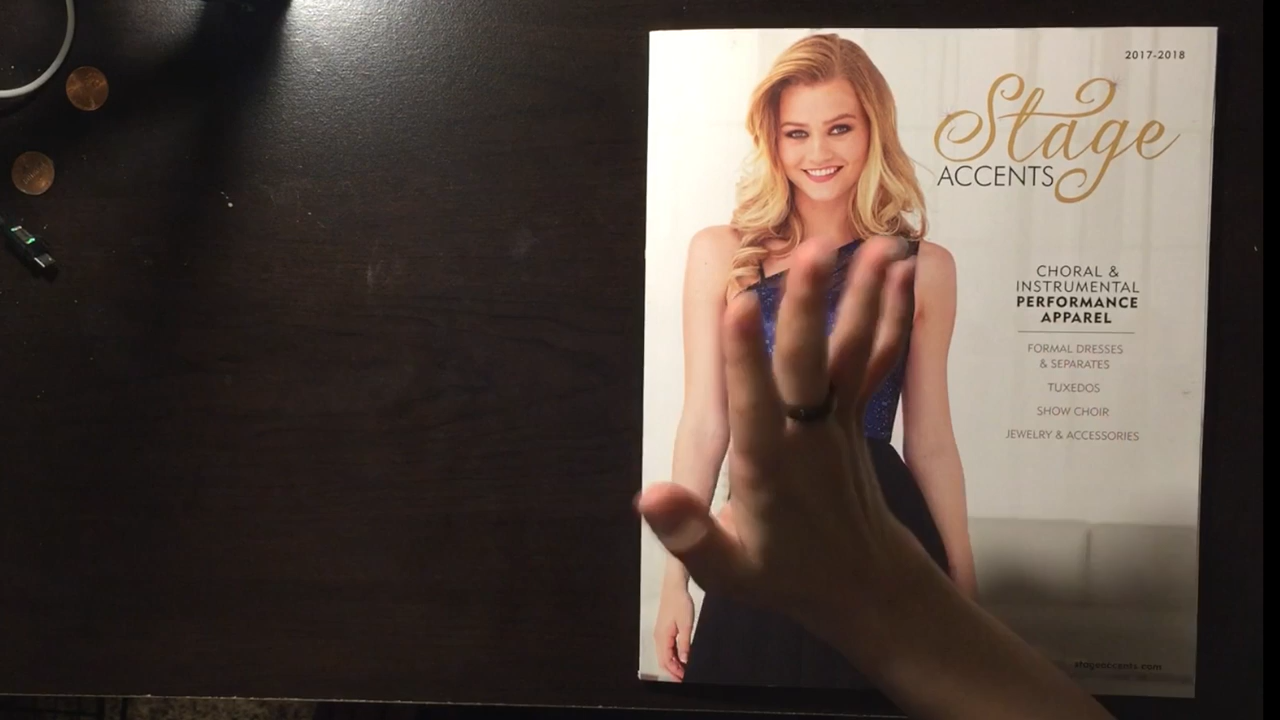 2017-2018
Stage
ACCENTS
CHORAL &
INSTRUMENTAL
PERFORMANCE
APPAREL
FORMAL DRESSES
& SEPARATES
TUXEDOS
SHOW CHOIR
JEWELRY & ACCESSORIES
stageaccents.com